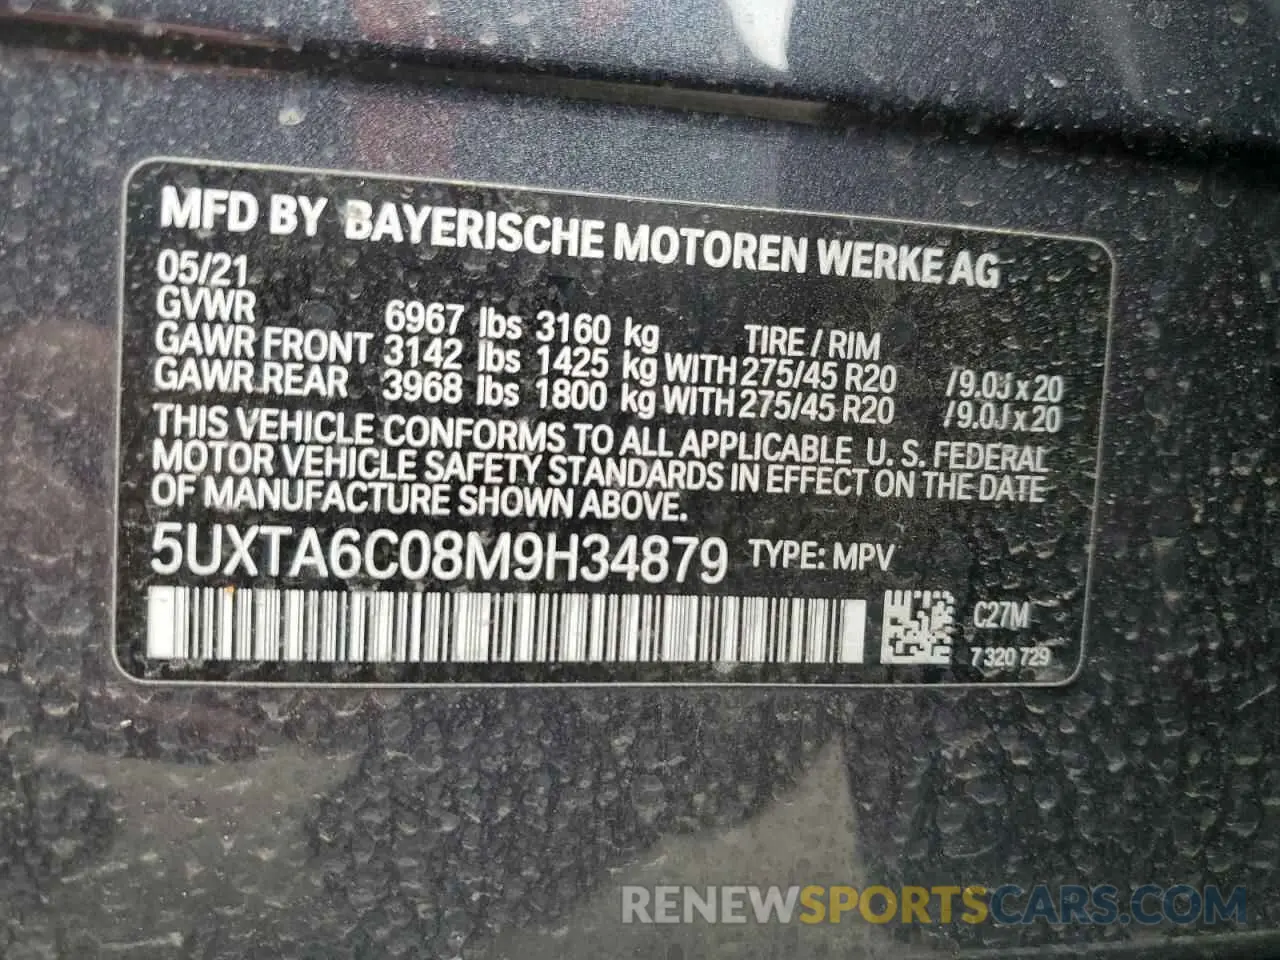 MFD BY BAYERISCHE MOTOREN WERKE AG
05/21
GVWR 6967 lbs 3160 kg TIRE / RIM
GAWR FRONT 3142 lbs 1425 kg WITH 275/45 R20 /9.0J x 20
GAWR REAR 3968 lbs 1800 kg WITH 275/45 R20 /9.0J x 20
THIS VEHICLE CONFORMS TO ALL APPLICABLE U. S. FEDERAL
MOTOR VEHICLE SAFETY STANDARDS IN EFFECT ON THE DATE
OF MANUFACTURE SHOWN ABOVE.
5UXTA6C08M9H34879 TYPE: MPV
C27M
7 320 729
RENEWSPORTSCARS.COM